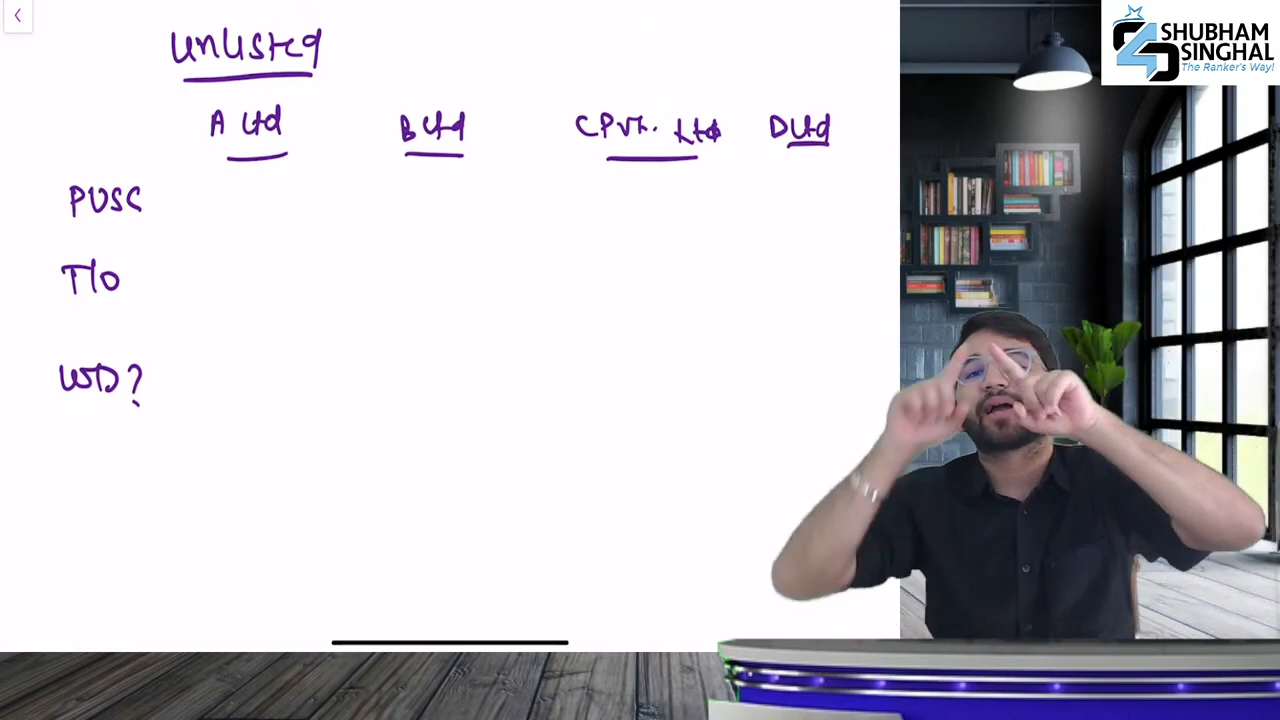 unlisted
A Ltd B Ltd C Pvt. Ltd D Ltd
PUSC
T/O
WD?
SHUBHAM
SINGHAL
The Ranker's Way!